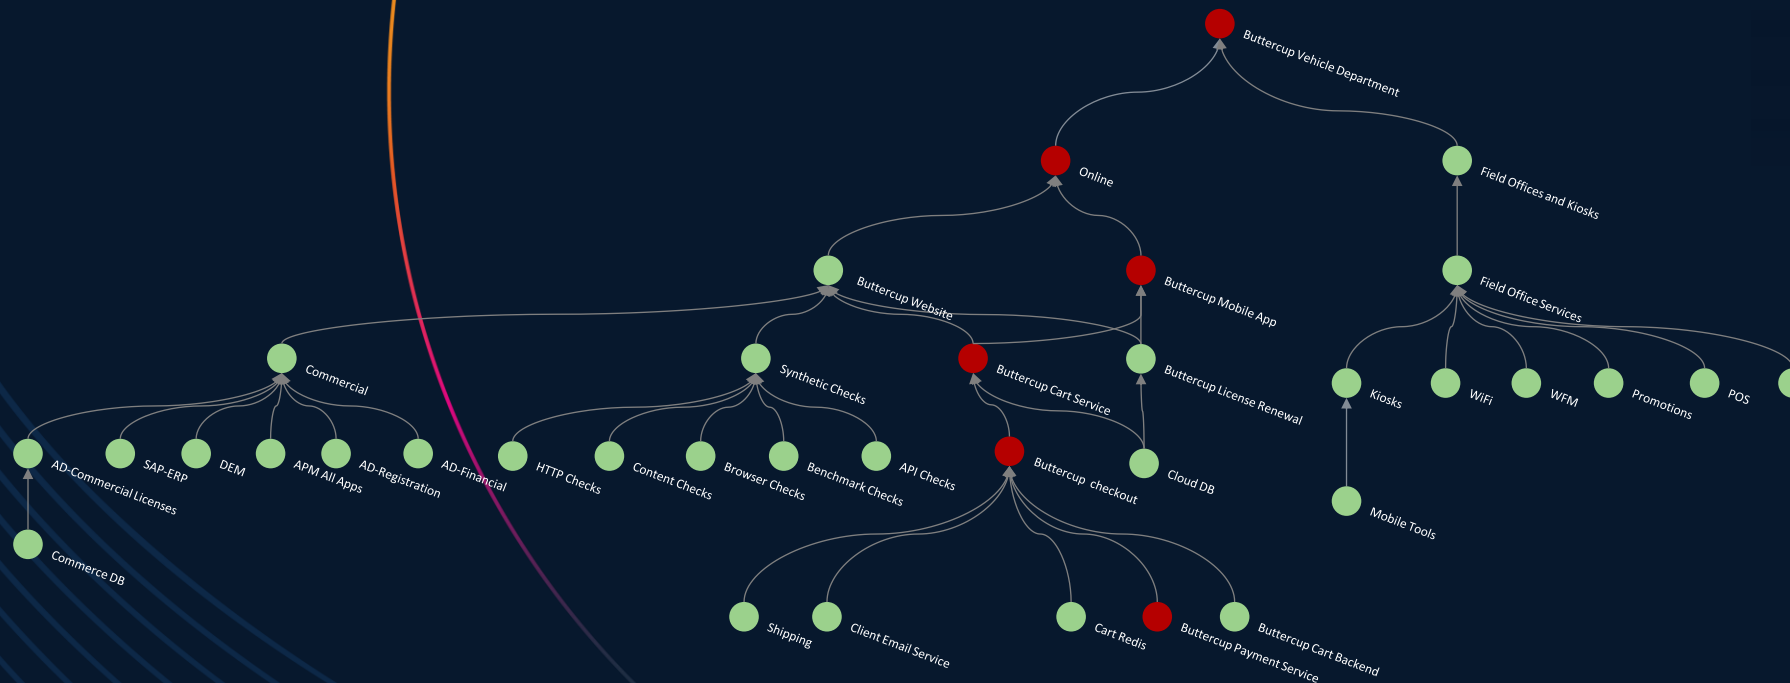 Buttercup Vehicle Department
Online
Field Offices and Kiosks
Buttercup Website
Buttercup Mobile App
Field Office Services
Commercial
Synthetic Checks
Buttercup Cart Service
Buttercup License Renewal
Kiosks
WiFi
WFM
Promotions
POS
AD-Commercial Licenses
SAP-ERP
DEM
APM All Apps
AD-Registration
AD-Financial
HTTP Checks
Content Checks
Browser Checks
Benchmark Checks
API Checks
Buttercup checkout
Cloud DB
Mobile Tools
Commerce DB
Shipping
Client Email Service
Cart Redis
Buttercup Payment Service
Buttercup Cart Backend